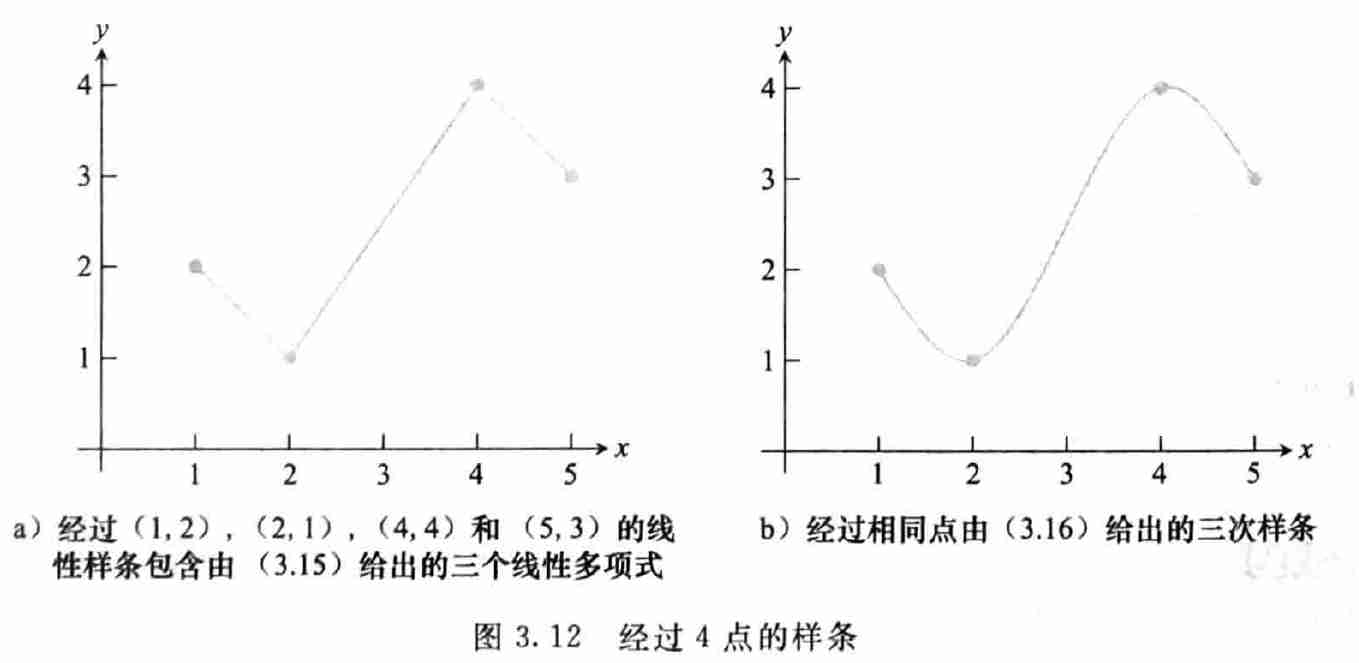 y
4
3
2
1
1 2 3 4 5 x
a）经过（1,2），（2,1），（4,4）和（5,3）的线
性样条包含由（3.15）给出的三个线性多项式
y
4
3
2
1
1 2 3 4 5 x
b）经过相同点由（3.16）给出的三次样条
图 3.12 经过 4 点的样条